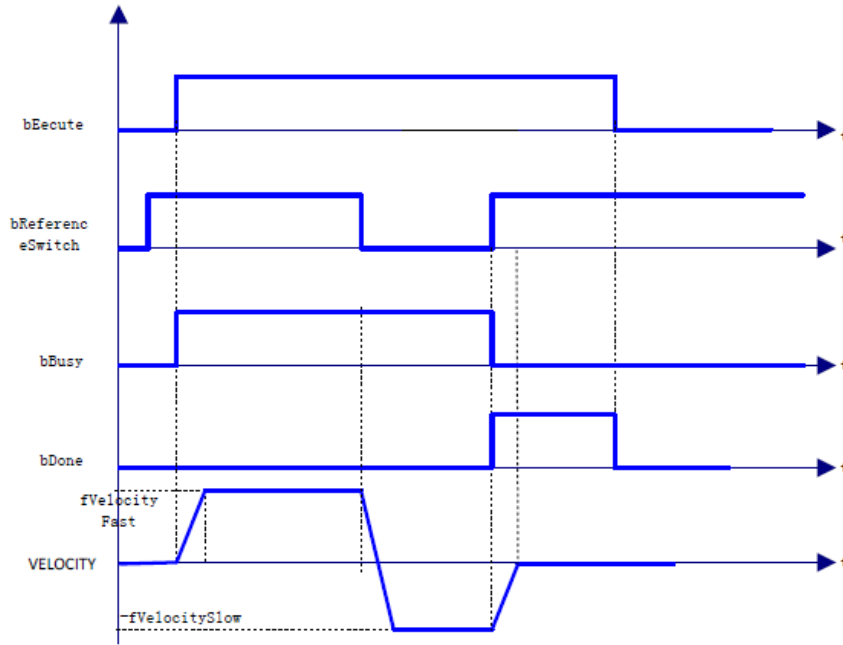 bEecute
t
bReferenc
eSwitch
t
bBusy
t
bDone
t
fVelocity
Fast
VELOCITY
t
-fVelocitySlow